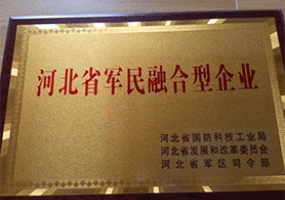 河北省军民融合型企业
河北省国防科技工业局
河北省发展和改革委员会
河北省军区司令部